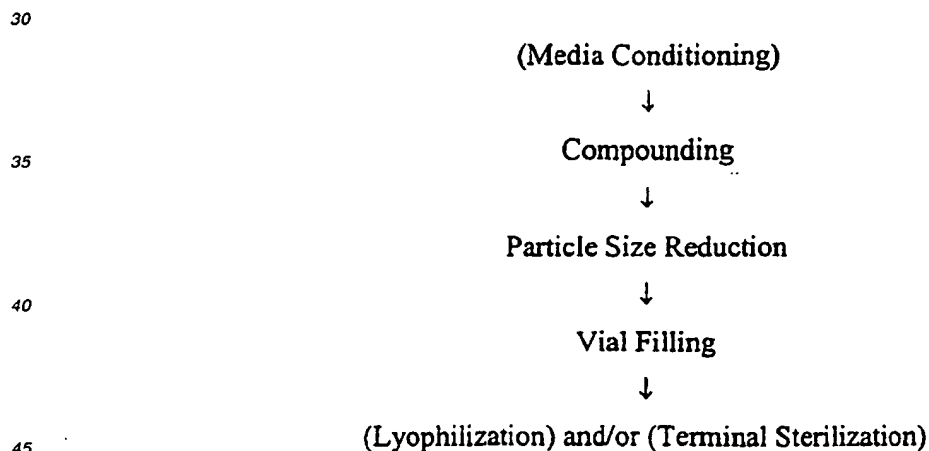 30
(Media Conditioning)
↓
35 Compounding
↓
Particle Size Reduction
↓
40
Vial Filling
↓
45 (Lyophilization) and/or (Terminal Sterilization)